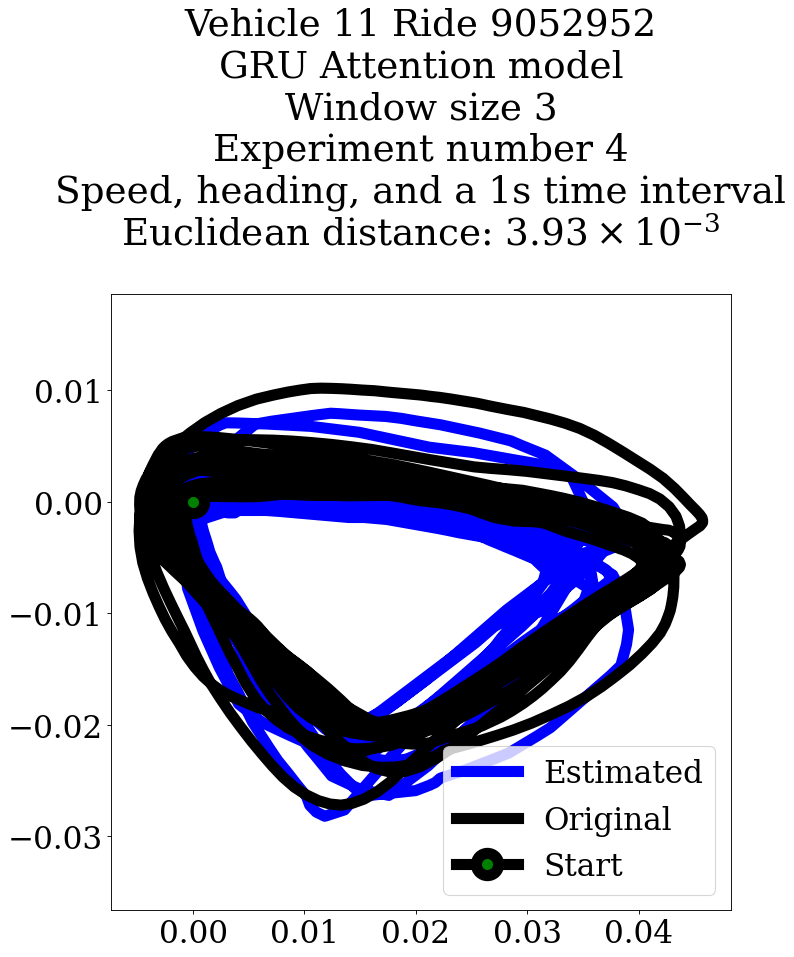 Vehicle 11 Ride 9052952
GRU Attention model
Window size 3
Experiment number 4
Speed, heading, and a 1s time interval
Euclidean distance: 3.93 × 10⁻³
0.01
0.00
−0.01
−0.02
−0.03
Estimated
Original
Start
0.00 0.01 0.02 0.03 0.04